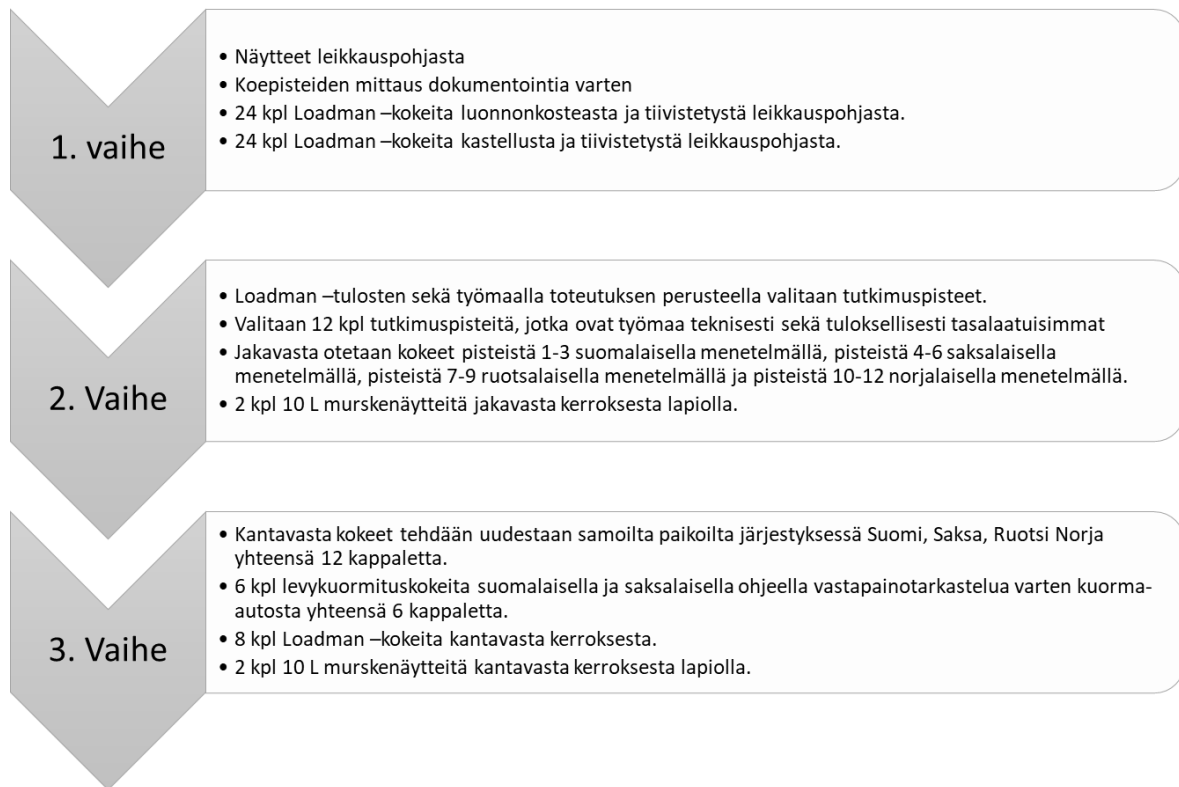 1. vaihe
• Näytteet leikkauspohjasta
• Koepisteiden mittaus dokumentointia varten
• 24 kpl Loadman –kokeita luonnonkosteasta ja tiivistetystä leikkauspohjasta.
• 24 kpl Loadman –kokeita kastellusta ja tiivistetystä leikkauspohjasta.
2. Vaihe
• Loadman –tulosten sekä työmaalla toteutuksen perusteella valitaan tutkimuspisteet.
• Valitaan 12 kpl tutkimuspisteitä, jotka ovat työmaa teknisesti sekä tuloksellisesti tasalaatuisimmat
• Jakavasta otetaan kokeet pisteistä 1-3 suomalaisella menetelmällä, pisteistä 4-6 saksalaisella
menetelmällä, pisteistä 7-9 ruotsalaisella menetelmällä ja pisteistä 10-12 norjalaisella menetelmällä.
• 2 kpl 10 L murskenäytteitä jakavasta kerroksesta lapiolla.
3. Vaihe
• Kantavasta kokeet tehdään uudestaan samoilta paikoilta järjestyksessä Suomi, Saksa, Ruotsi Norja
yhteensä 12 kappaletta.
• 6 kpl levykuormituskokeita suomalaisella ja saksalaisella ohjeella vastapainotarkastelua varten kuorma-
autosta yhteensä 6 kappaletta.
• 8 kpl Loadman –kokeita kantavasta kerroksesta.
• 2 kpl 10 L murskenäytteitä kantavasta kerroksesta lapiolla.